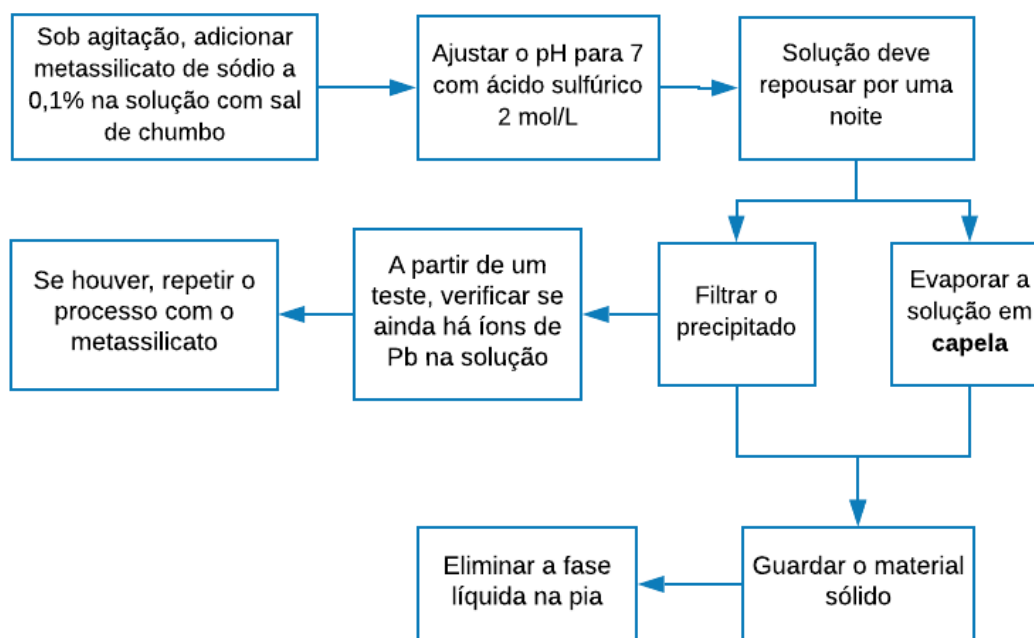 Sob agitação, adicionar
metassilicato de sódio a
0,1% na solução com sal
de chumbo
Ajustar o pH para 7
com ácido sulfúrico
2 mol/L
Solução deve
repousar por uma
noite
Se houver, repetir o
processo com o
metassilicato
A partir de um
teste, verificar se
ainda há íons de
Pb na solução
Filtrar o
precipitado
Evaporar a
solução em
capela
Eliminar a fase
líquida na pia
Guardar o material
sólido